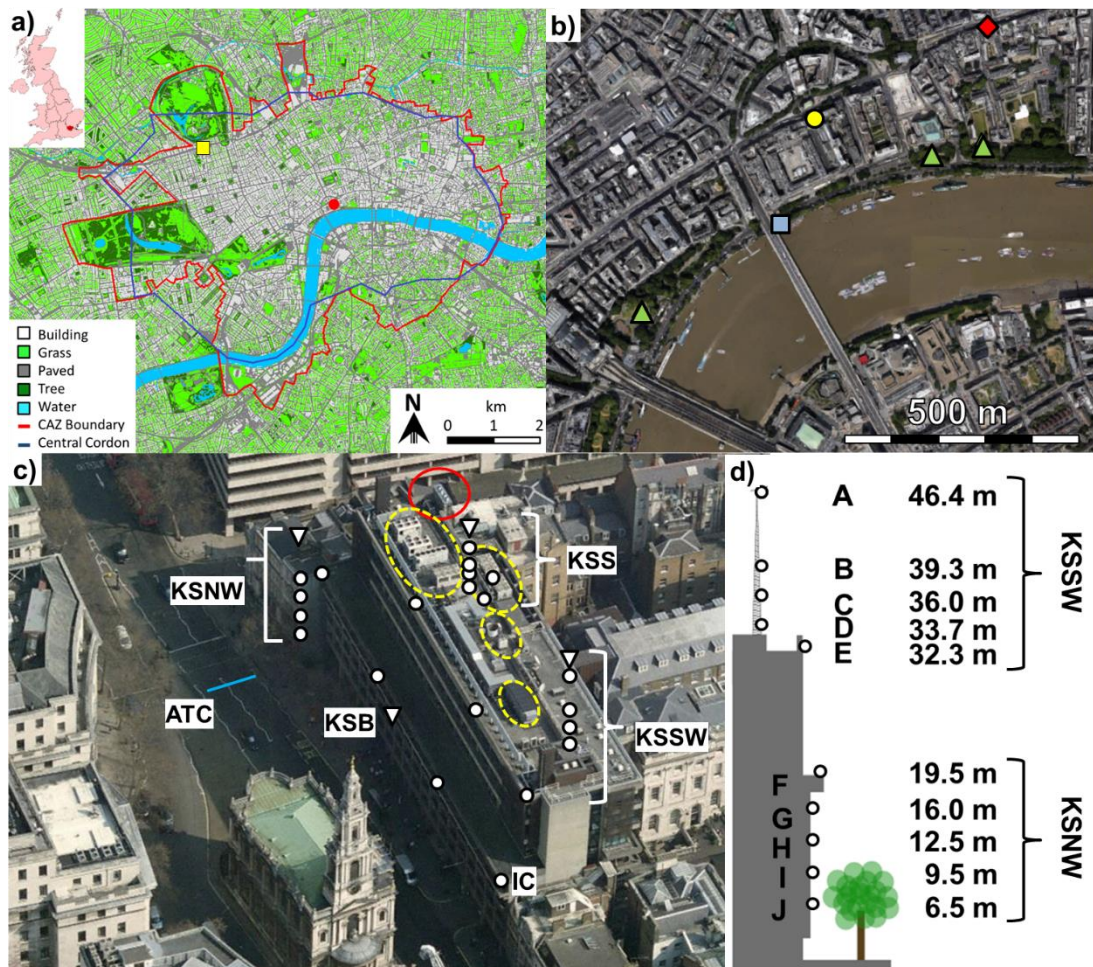 a)
Building
Grass
Paved
Tree
Water
CAZ Boundary
Central Cordon
N
km
0 1 2
b)
500 m
c)
KSNW
KSS
ATC
KSB
KSSW
IC
d)
A 46.4 m
B 39.3 m
C 36.0 m
D 33.7 m
E 32.3 m
KSSW
F 19.5 m
G 16.0 m
H 12.5 m
I 9.5 m
J 6.5 m
KSNW